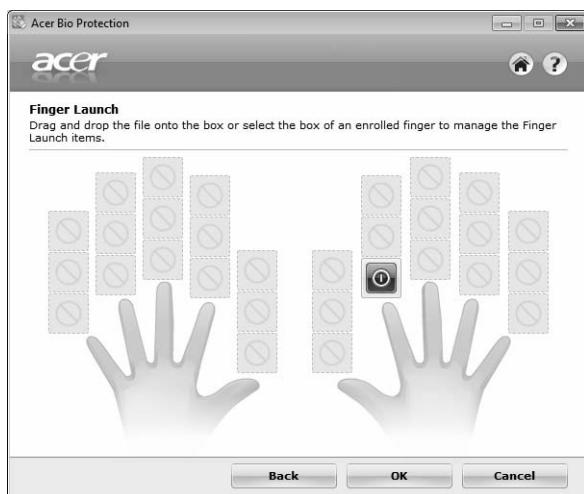 Acer Bio Protection
acer
?
Finger Launch
Drag and drop the file onto the box or select the box of an enrolled finger to manage the Finger
Launch items.
Back OK Cancel